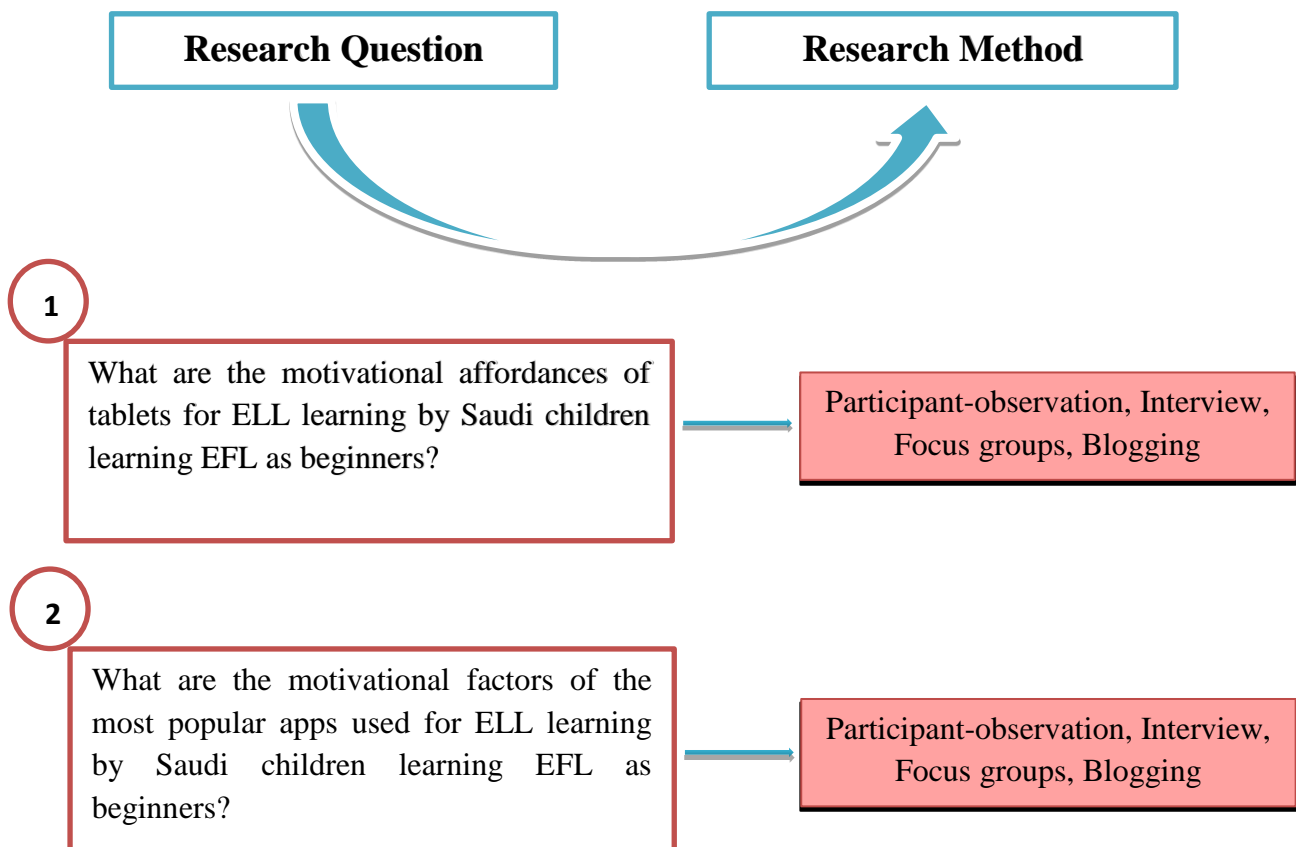 Research Question
Research Method
1
What are the motivational affordances of
tablets for ELL learning by Saudi children
learning EFL as beginners?
Participant-observation, Interview,
Focus groups, Blogging
2
What are the motivational factors of the
most popular apps used for ELL learning
by Saudi children learning EFL as
beginners?
Participant-observation, Interview,
Focus groups, Blogging